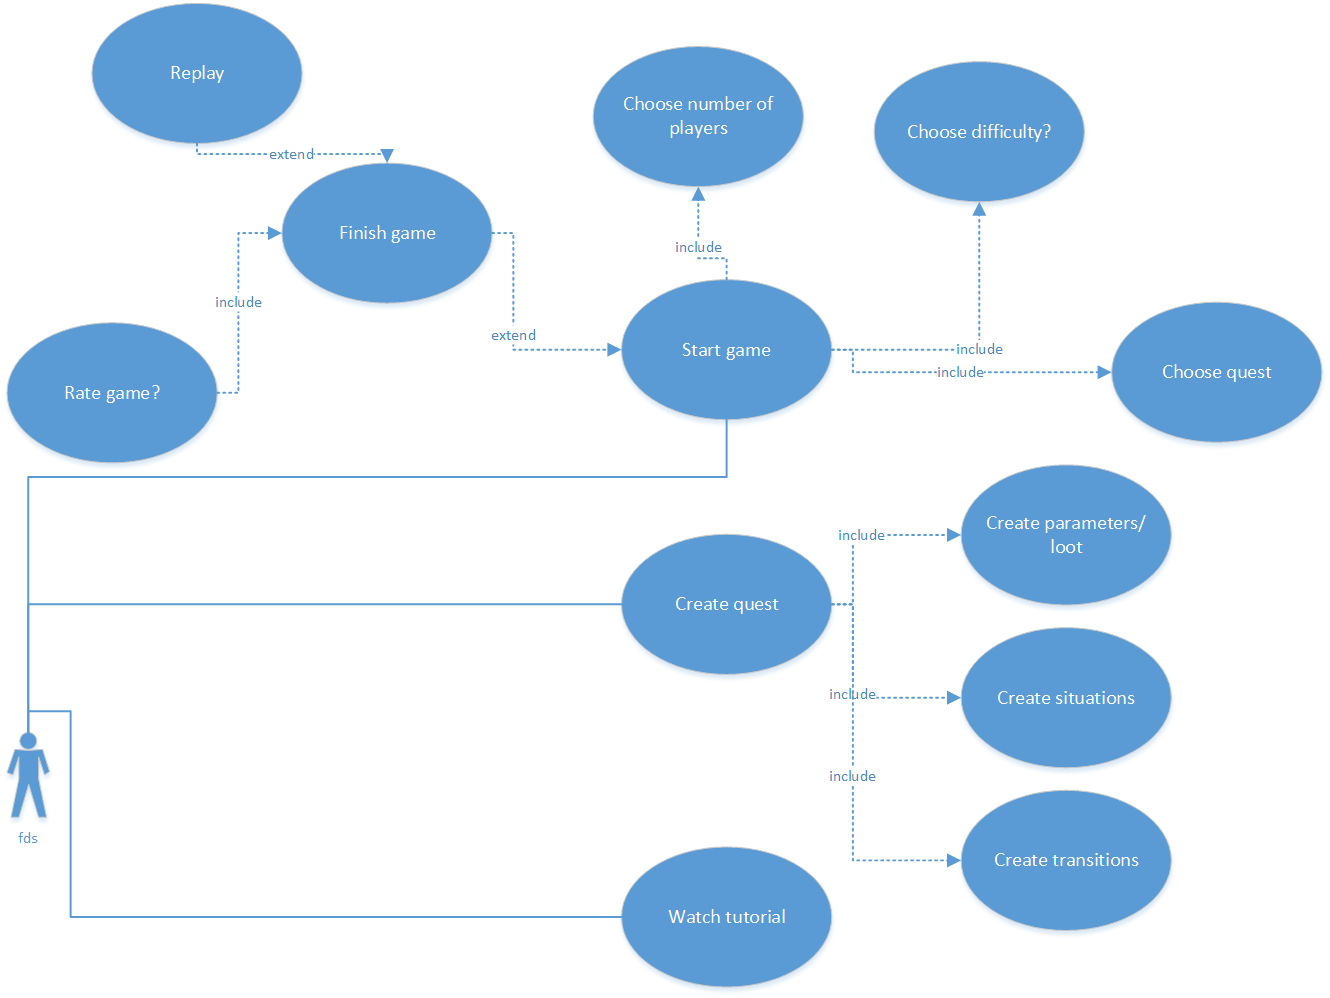 Replay
Choose number of
players
Choose difficulty?
extend
Finish game
include
include
extend
Start game
include
include
Choose quest
Rate game?
Create parameters/
loot
include
Create quest
include
Create situations
include
Create transitions
fds
Watch tutorial